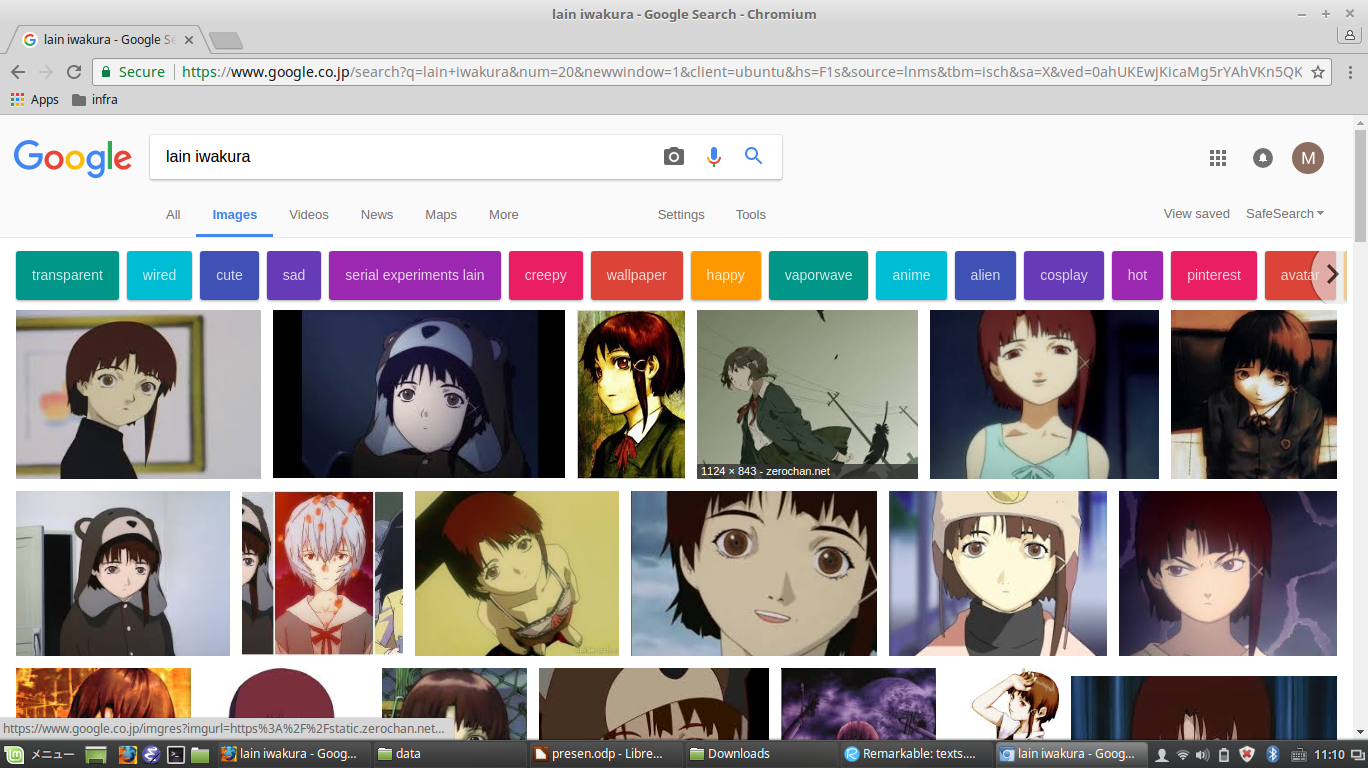 lain iwakura - Google Search - Chromium
lain iwakura - Google Se
Secure
https://www.google.co.jp/search?q=lain+iwakura&num=20&newwindow=1&client=ubuntu&hs=F1s&source=lnms&tbm=isch&sa=X&ved=0ahUKEwjKicaMg5rYAhVKn5QK
Apps infra
Google
lain iwakura
M
All Images Videos News Maps More Settings Tools View saved SafeSearch
transparent wired cute sad serial experiments lain creepy wallpaper happy vaporwave anime alien cosplay hot pinterest avatar
1124 × 843 - zerochan.net
https://www.google.co.jp/imgres?imgurl=https%3A%2F%2Fstatic.zerochan.net...
メニュー lain iwakura - Goog... data presen.odp - Libre... Downloads Remarkable: texts.... lain iwakura - Goog... 11:10